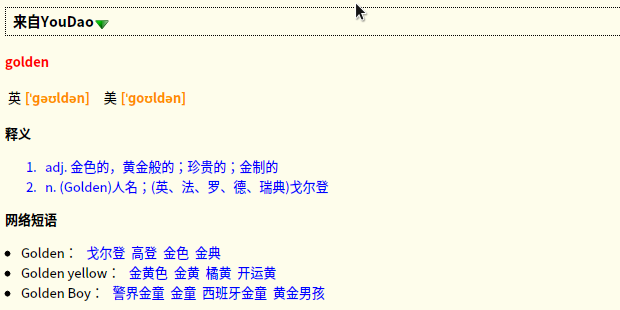 来自YouDao
golden
英 ['gəʊldən] 美 ['goʊldən]
释义
1. adj. 金色的，黄金般的；珍贵的；金制的
2. n. (Golden)人名；(英、法、罗、德、瑞典)戈尔登
网络短语
Golden： 戈尔登 高登 金色 金典
Golden yellow： 金黄色 金黄 橘黄 开运黄
Golden Boy： 警界金童 金童 西班牙金童 黄金男孩